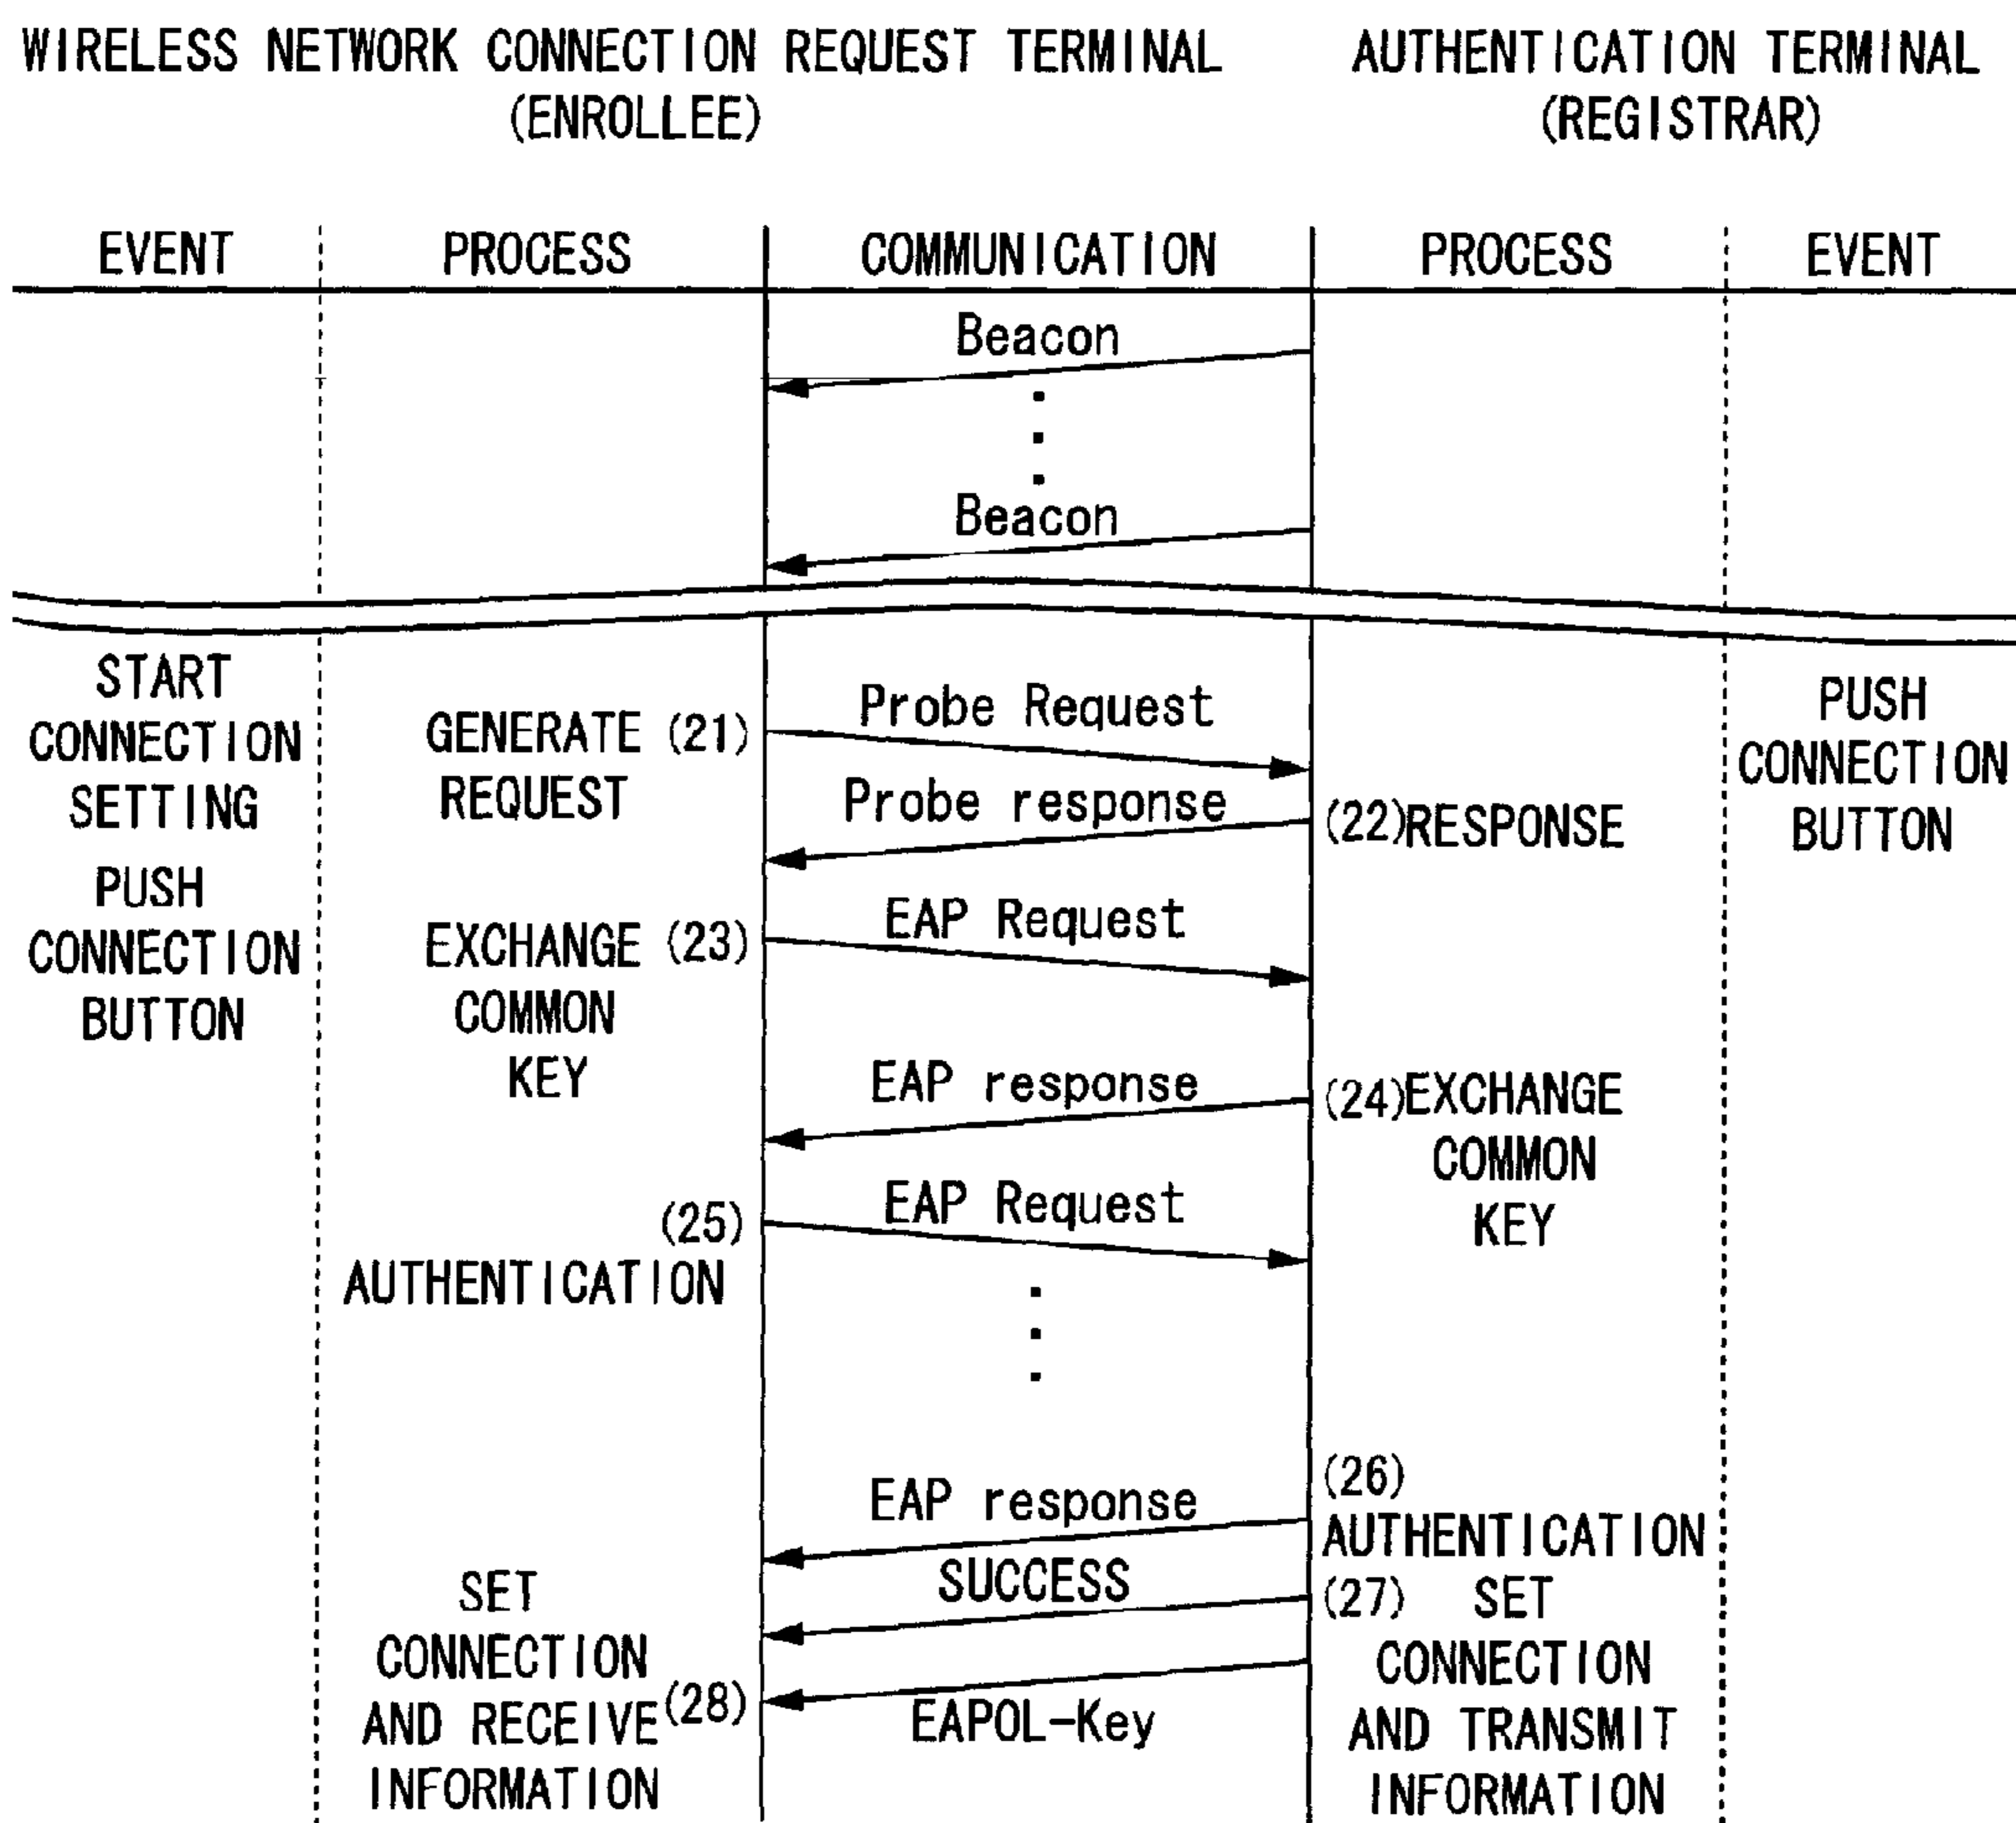 WIRELESS NETWORK CONNECTION REQUEST TERMINAL
(ENROLLEE)
AUTHENTICATION TERMINAL
(REGISTRAR)
EVENT
PROCESS
COMMUNICATION
PROCESS
EVENT
Beacon
Beacon
START
CONNECTION
SETTING
GENERATE (21)
REQUEST
Probe Request
PUSH
CONNECTION
BUTTON
Probe response
(22)RESPONSE
PUSH
CONNECTION
BUTTON
EXCHANGE (23)
COMMON
KEY
EAP Request
EAP response
(24)EXCHANGE
COMMON
KEY
(25)
AUTHENTICATION
EAP Request
EAP response
(26)
AUTHENTICATION
SUCCESS
(27) SET
CONNECTION
AND TRANSMIT
INFORMATION
SET
CONNECTION
AND RECEIVE (28)
INFORMATION
EAPOL-Key